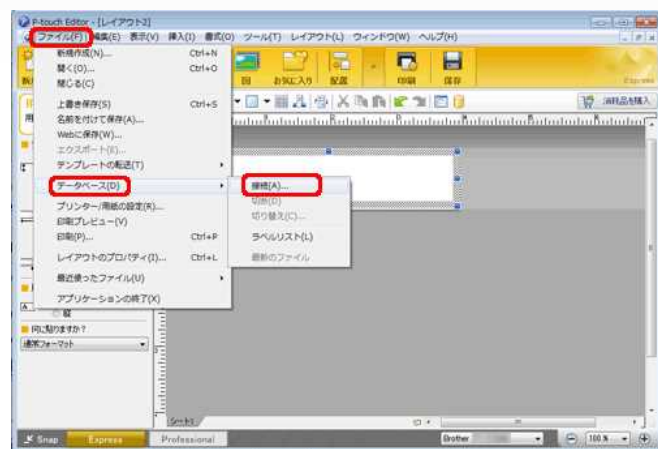 P-touch Editor - [レイアウト2]
ファイル(F) 編集(E) 表示(V) 挿入(I) 書式(O) ツール(T) レイアウト(L) ウィンドウ(W) ヘルプ(H)
新規作成(N)... Ctrl+N
開く(O)... Ctrl+O
閉じる(C)
図 お気に入り 配置 印刷 保存
Express
上書き保存(S) Ctrl+S
消耗品を購入
名前を付けて保存(A)...
Webに保存(W)...
エクスポート(E)...
テンプレートの転送(T)
データベース(D)
接続(A)...
切断(D)
切り替え(C)...
ラベルリスト(L)
最新のファイル
プリンター/用紙の設定(R)...
印刷プレビュー(V)
印刷(P)... Ctrl+P
レイアウトのプロパティ(I)... Ctrl+L
最近使ったファイル(U)
アプリケーションの終了(X)
縦
何に貼りますか?
通常フォーマット
シート1
Snap Express Professional
Brother
100 %